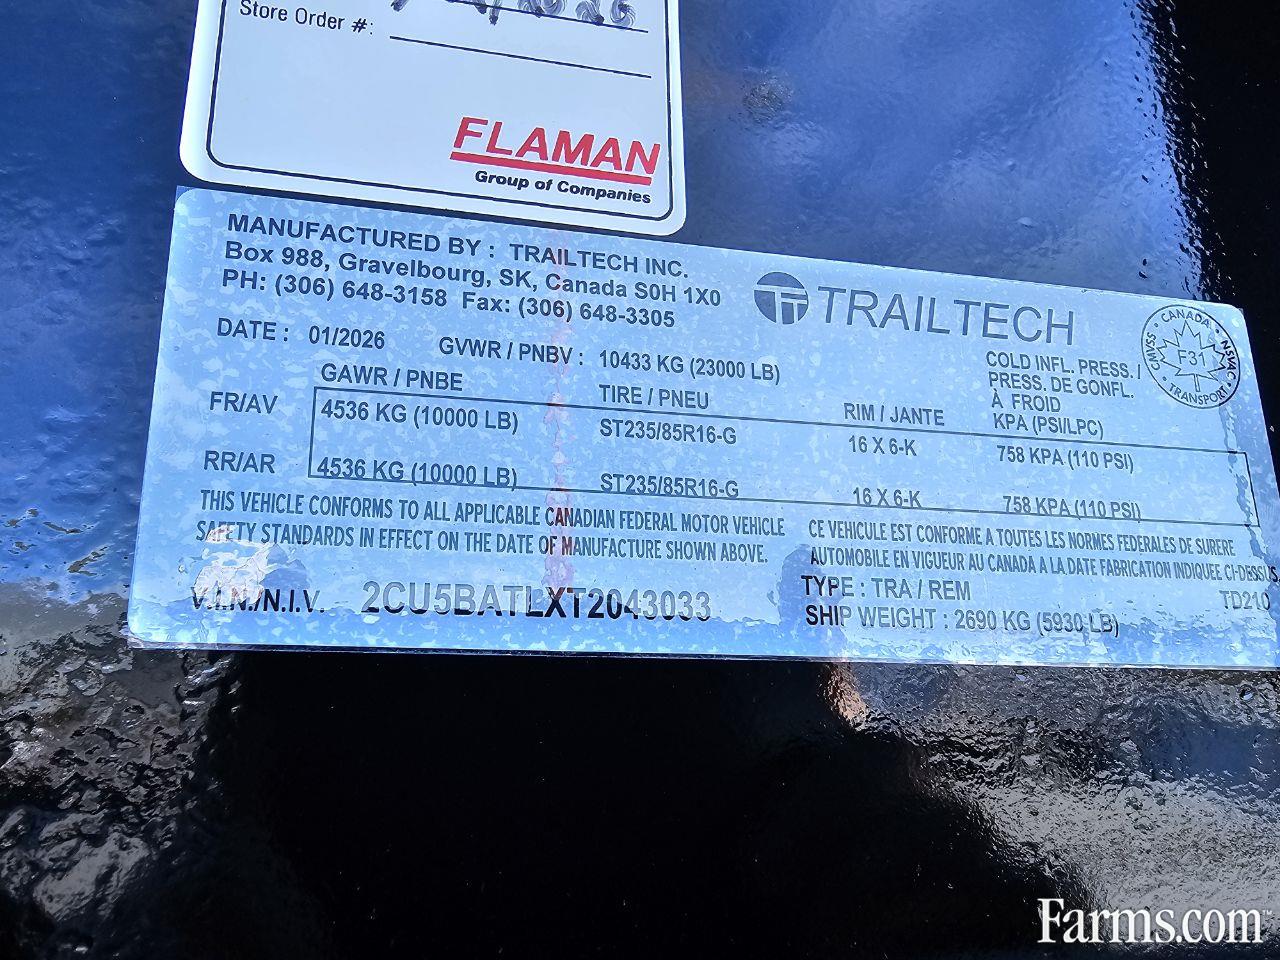 Store Order #:
FLAMAN
Group of Companies
MANUFACTURED BY : TRAILTECH INC.
Box 988, Gravelbourg, SK, Canada S0H 1X0
PH: (306) 648-3158 Fax: (306) 648-3305
TRAILTECH
CANADA
CMVSS
NSVAC
F31
TRANSPORT
DATE : 01/2026 GVWR / PNBV : 10433 KG (23000 LB)
COLD INFL. PRESS. /
PRESS. DE GONFL.
À FROID
KPA (PSI/LPC)
GAWR / PNBE TIRE / PNEU RIM / JANTE
FR/AV 4536 KG (10000 LB) ST235/85R16-G 16 X 6-K 758 KPA (110 PSI)
RR/AR 4536 KG (10000 LB) ST235/85R16-G 16 X 6-K 758 KPA (110 PSI)
THIS VEHICLE CONFORMS TO ALL APPLICABLE CANADIAN FEDERAL MOTOR VEHICLE
SAFETY STANDARDS IN EFFECT ON THE DATE OF MANUFACTURE SHOWN ABOVE.
CE VEHICULE EST CONFORME A TOUTES LES NORMES FEDERALES DE SURERE
AUTOMOBILE EN VIGUEUR AU CANADA A LA DATE FABRICATION INDIQUEE CI-DESSUS.
V.I.N./N.I.V. 2CU5BATLXT2043033
TYPE : TRA / REM TD210
SHIP WEIGHT : 2690 KG (5930 LB)
Farms.com